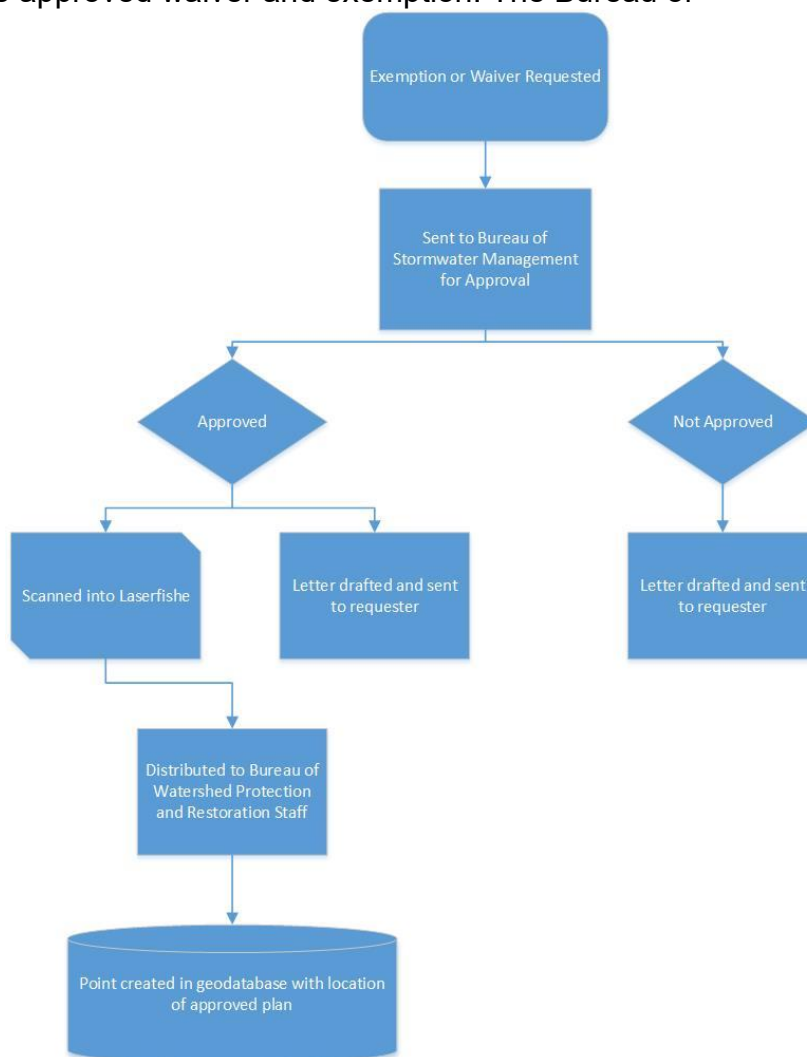 approved waiver and exemption. The Bureau of
Exemption or Waiver Requested
Sent to Bureau of
Stormwater Management
for Approval
Approved
Not Approved
Scanned into Laserfishe
Letter drafted and sent
to requester
Letter drafted and sent
to requester
Distributed to Bureau of
Watershed Protection
and Restoration Staff
Point created in geodatabase with location
of approved plan